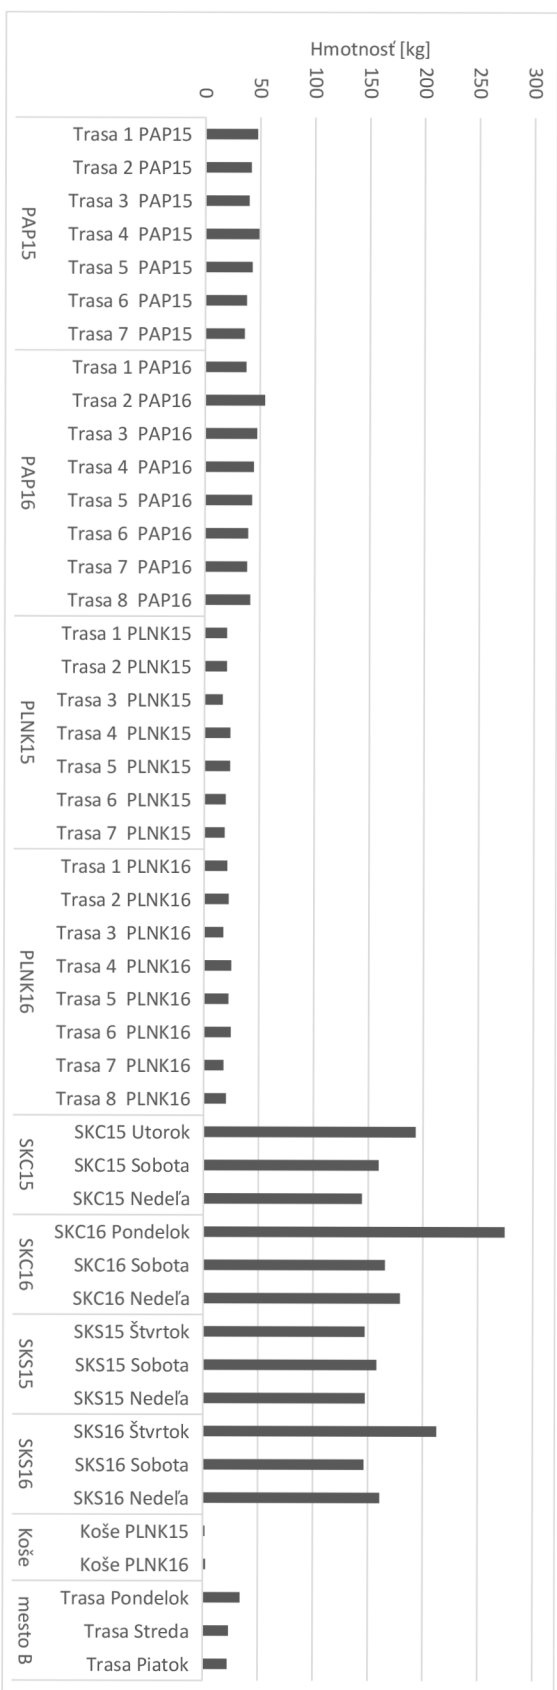 Hmotnosť [kg]
0
50
100
150
200
250
300
PAP15
Trasa 1 PAP15
Trasa 2 PAP15
Trasa 3 PAP15
Trasa 4 PAP15
Trasa 5 PAP15
Trasa 6 PAP15
Trasa 7 PAP15
PAP16
Trasa 1 PAP16
Trasa 2 PAP16
Trasa 3 PAP16
Trasa 4 PAP16
Trasa 5 PAP16
Trasa 6 PAP16
Trasa 7 PAP16
Trasa 8 PAP16
PLNK15
Trasa 1 PLNK15
Trasa 2 PLNK15
Trasa 3 PLNK15
Trasa 4 PLNK15
Trasa 5 PLNK15
Trasa 6 PLNK15
Trasa 7 PLNK15
PLNK16
Trasa 1 PLNK16
Trasa 2 PLNK16
Trasa 3 PLNK16
Trasa 4 PLNK16
Trasa 5 PLNK16
Trasa 6 PLNK16
Trasa 7 PLNK16
Trasa 8 PLNK16
SKC15
SKC15 Utorok
SKC15 Sobota
SKC15 Nedeľa
SKC16
SKC16 Pondelok
SKC16 Sobota
SKC16 Nedeľa
SKS15
SKS15 Štvrtok
SKS15 Sobota
SKS15 Nedeľa
SKS16
SKS16 Štvrtok
SKS16 Sobota
SKS16 Nedeľa
Koše
Koše PLNK15
Koše PLNK16
mesto B
Trasa Pondelok
Trasa Streda
Trasa Piatok